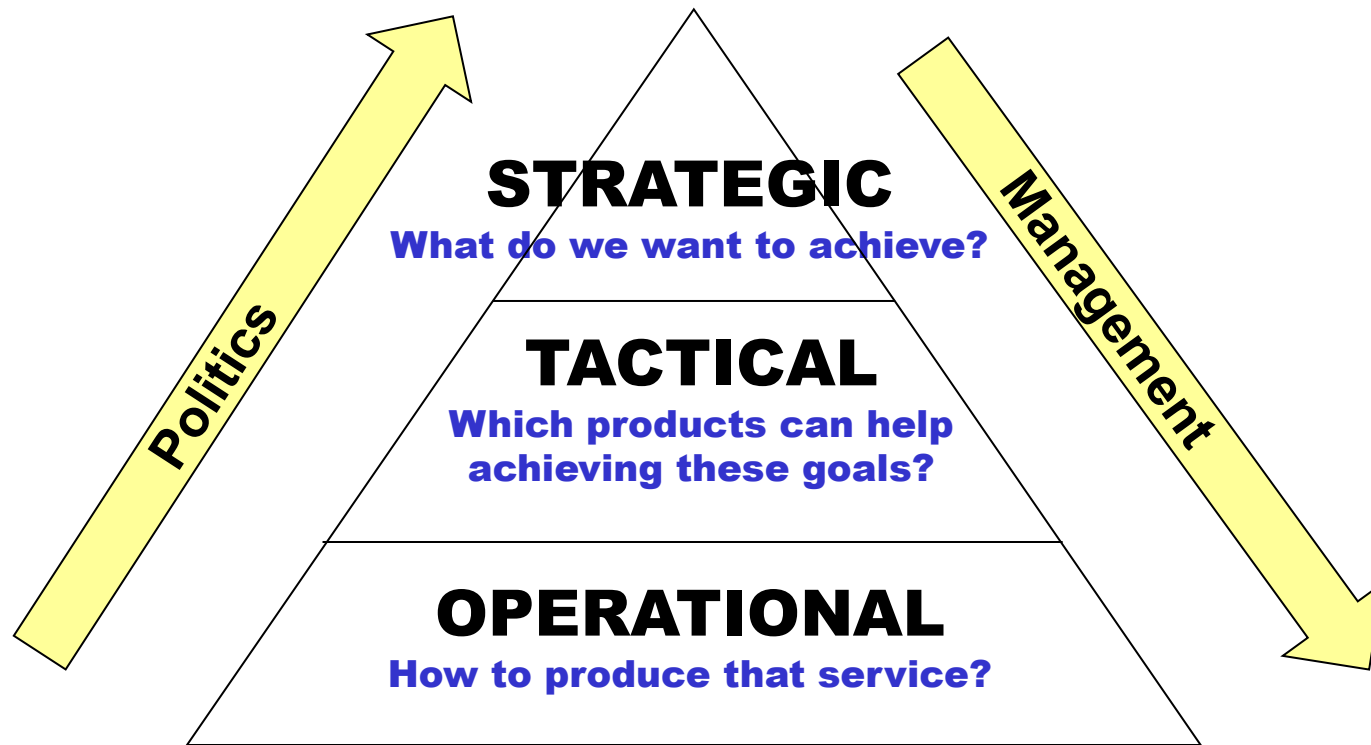 STRATEGIC
What do we want to achieve?
Politics
Management
TACTICAL
Which products can help
achieving these goals?
OPERATIONAL
How to produce that service?